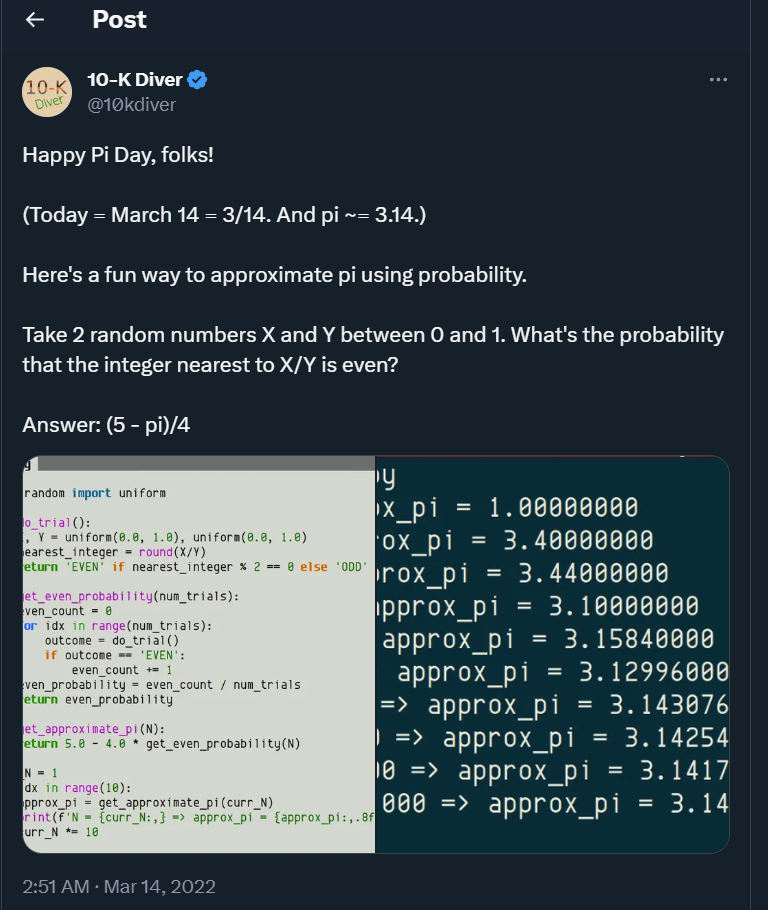 Post
10-K
Diver
10-K Diver
@10kdiver
Happy Pi Day, folks!
(Today = March 14 = 3/14. And pi ~= 3.14.)
Here's a fun way to approximate pi using probability.
Take 2 random numbers X and Y between 0 and 1. What's the probability
that the integer nearest to X/Y is even?
Answer: (5 - pi)/4
random import uniform
o_trial():
, Y = uniform(0.0, 1.0), uniform(0.0, 1.0)
earest_integer = round(X/Y)
eturn 'EVEN' if nearest_integer % 2 == 0 else 'ODD'
et_even_probability(num_trials):
ven_count = 0
or idx in range(num_trials):
outcome = do_trial()
if outcome == 'EVEN':
even_count += 1
ven_probability = even_count / num_trials
eturn even_probability
et_approximate_pi(N):
eturn 5.0 - 4.0 * get_even_probability(N)
_N = 1
dx in range(10):
pprox_pi = get_approximate_pi(curr_N)
rint(f'N = {curr_N:,} => approx_pi = {approx_pi:,.8f
urr_N *= 10
y
x_pi = 1.00000000
ox_pi = 3.40000000
rox_pi = 3.44000000
pprox_pi = 3.10000000
approx_pi = 3.15840000
approx_pi = 3.12996000
=> approx_pi = 3.143076
) => approx_pi = 3.14254
00 => approx_pi = 3.1417
000 => approx_pi = 3.14
2:51 AM · Mar 14, 2022